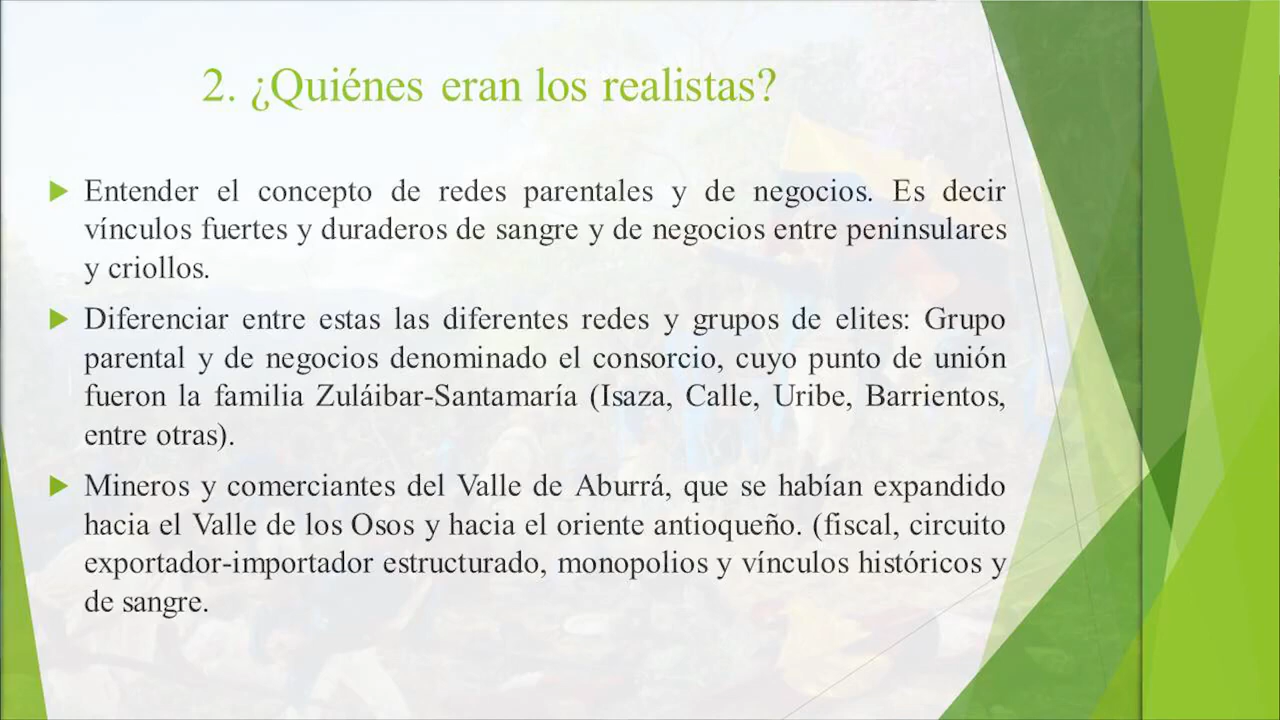 2. ¿Quiénes eran los realistas?
Entender el concepto de redes parentales y de negocios. Es decir
vínculos fuertes y duraderos de sangre y de negocios entre peninsulares
y criollos.
Diferenciar entre estas las diferentes redes y grupos de elites: Grupo
parental y de negocios denominado el consorcio, cuyo punto de unión
fueron la familia Zuláibar-Santamaría (Isaza, Calle, Uribe, Barrientos,
entre otras).
Mineros y comerciantes del Valle de Aburrá, que se habían expandido
hacia el Valle de los Osos y hacia el oriente antioqueño. (fiscal, circuito
exportador-importador estructurado, monopolios y vínculos históricos y
de sangre.